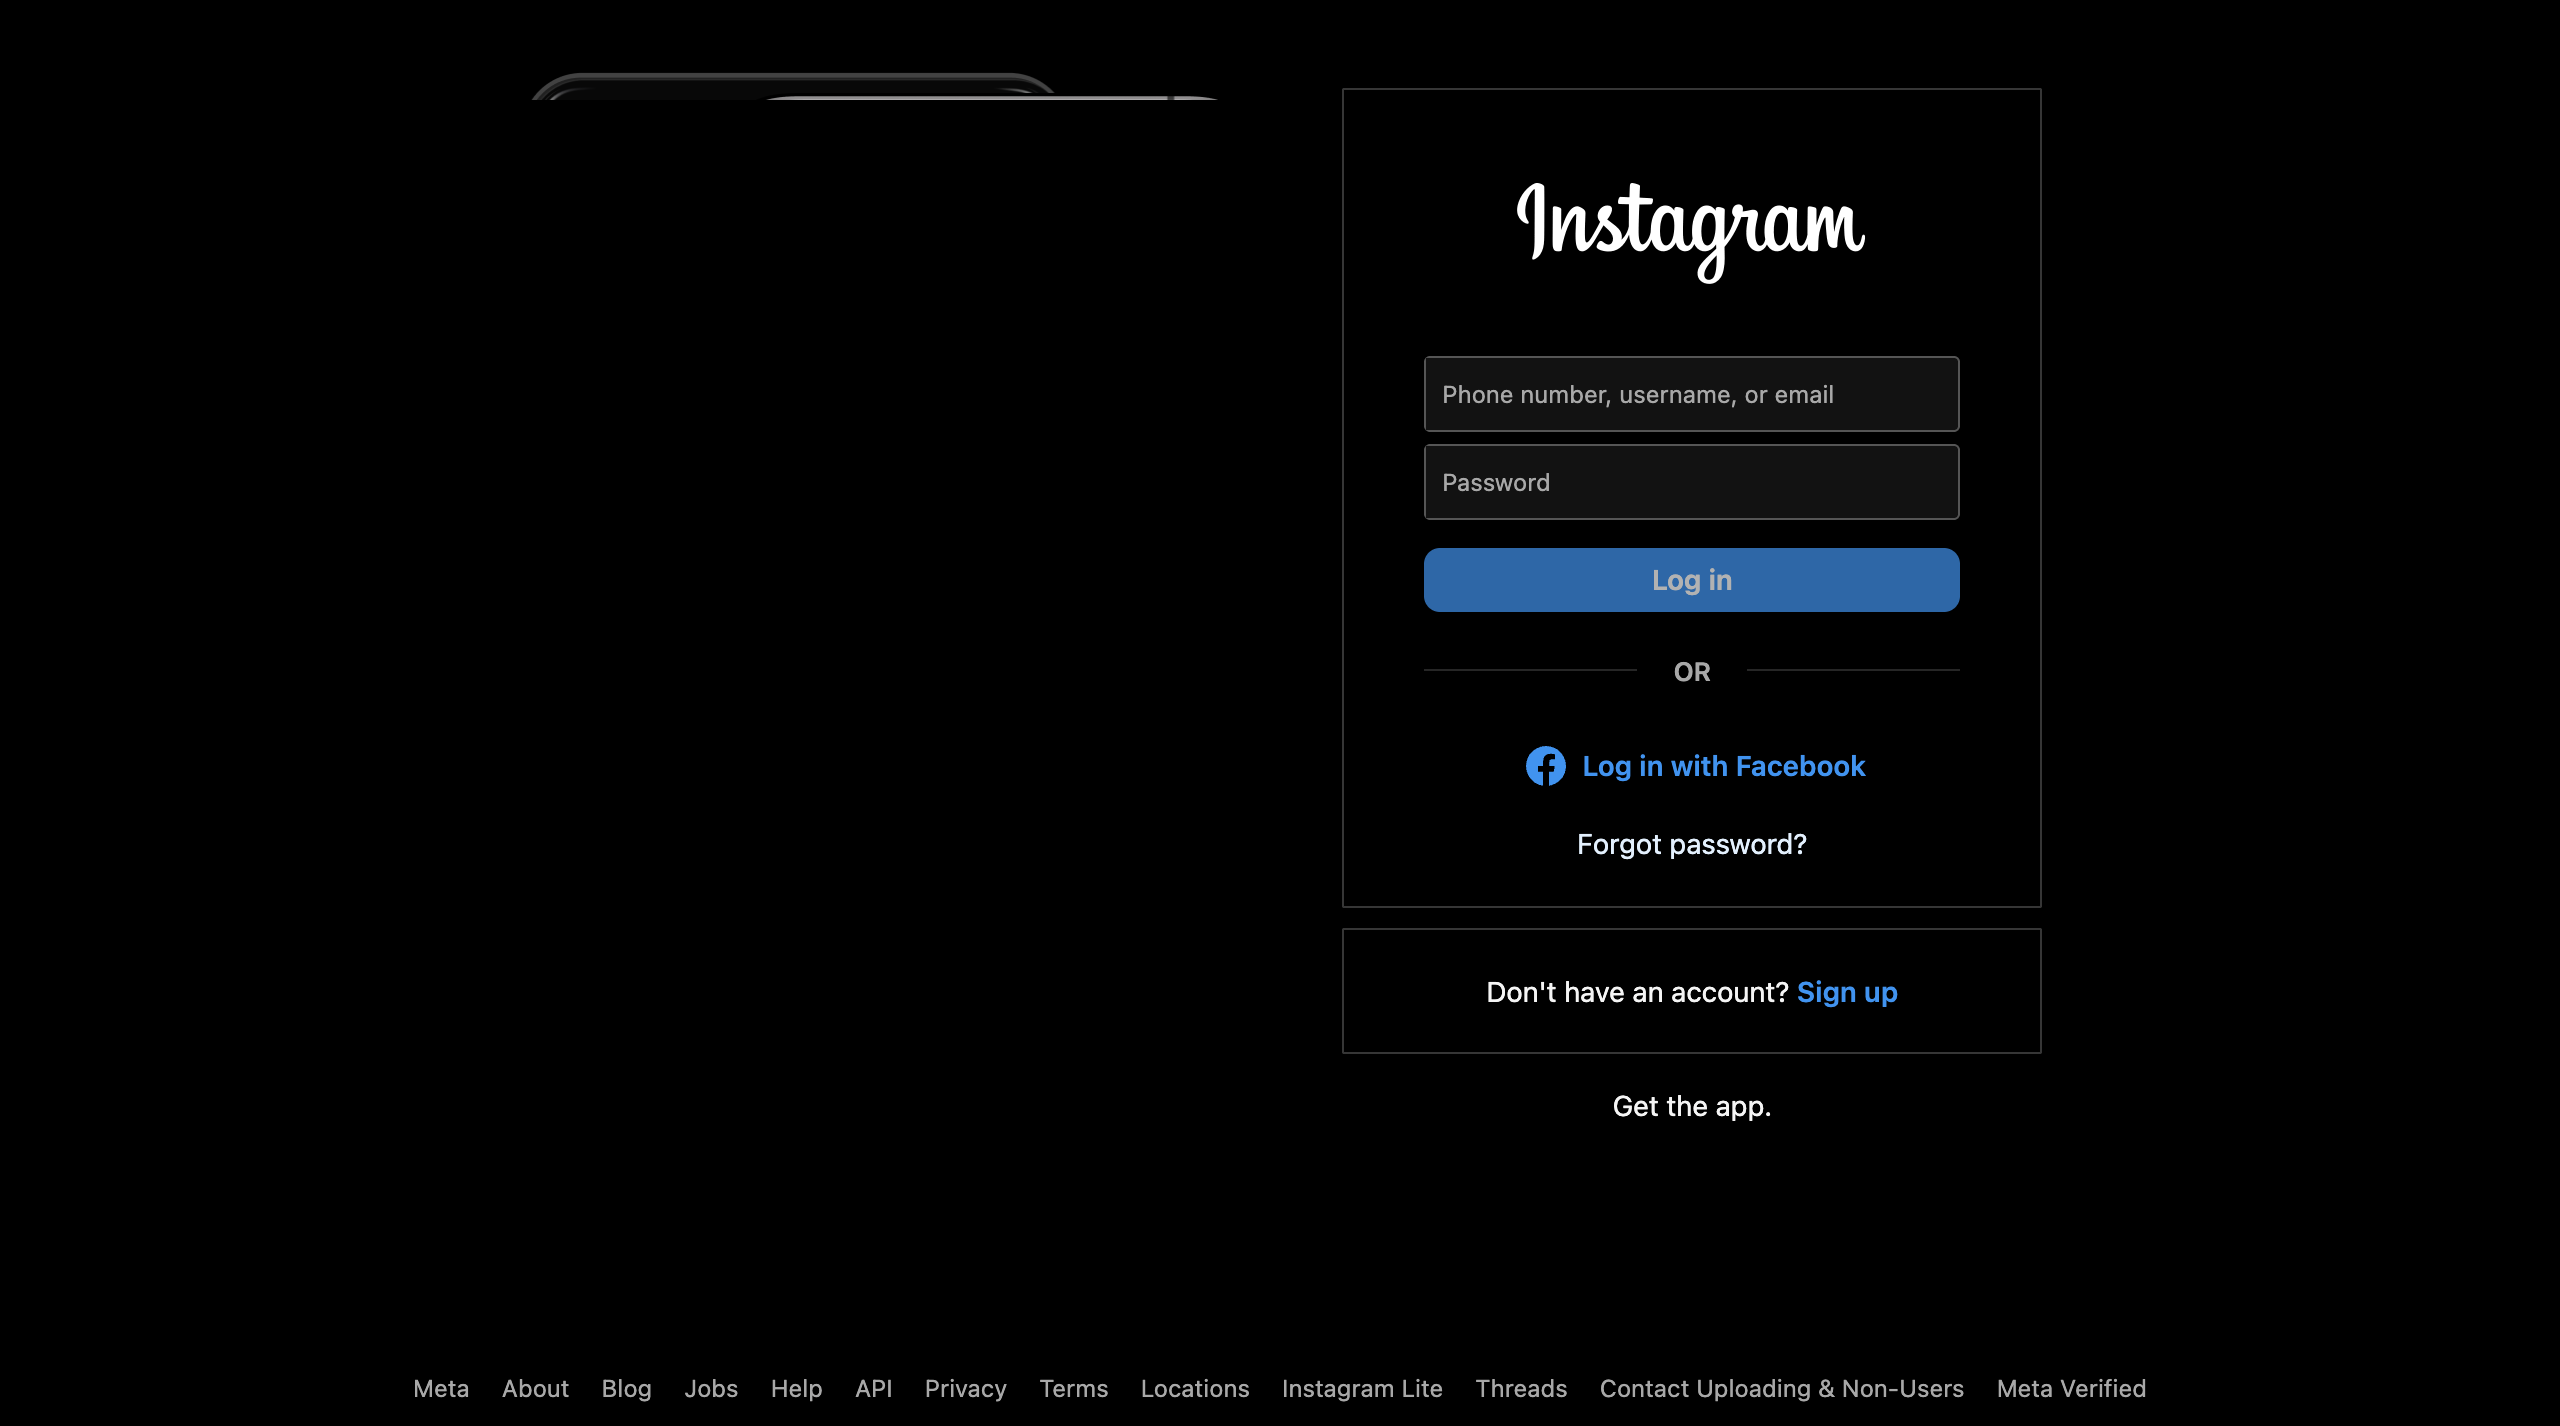 Instagram
Phone number, username, or email
Password
Log in
OR
Log in with Facebook
Forgot password?
Don't have an account? Sign up
Get the app.
Meta About Blog Jobs Help API Privacy Terms Locations Instagram Lite Threads Contact Uploading & Non-Users Meta Verified